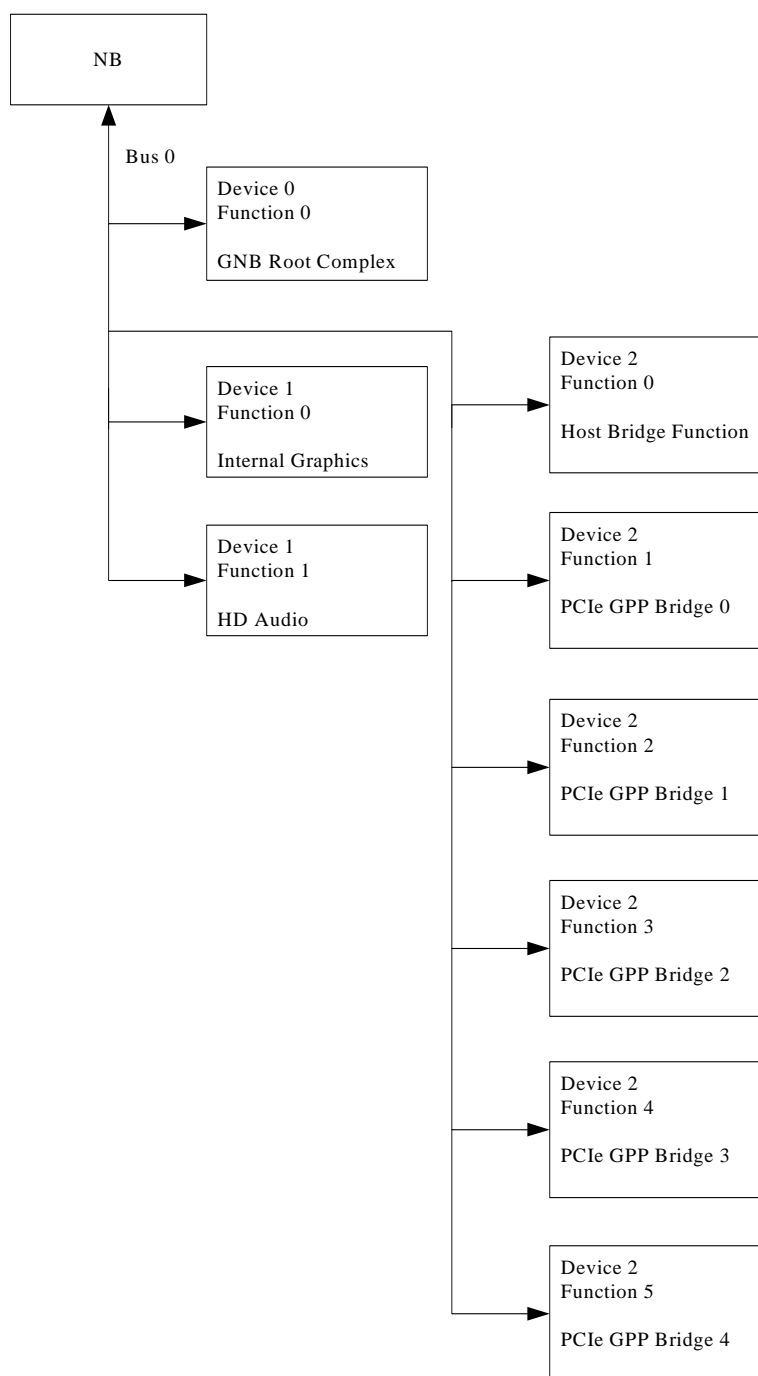 NB
Bus 0
Device 0
Function 0
GNB Root Complex
Device 1
Function 0
Internal Graphics
Device 1
Function 1
HD Audio
Device 2
Function 0
Host Bridge Function
Device 2
Function 1
PCIe GPP Bridge 0
Device 2
Function 2
PCIe GPP Bridge 1
Device 2
Function 3
PCIe GPP Bridge 2
Device 2
Function 4
PCIe GPP Bridge 3
Device 2
Function 5
PCIe GPP Bridge 4